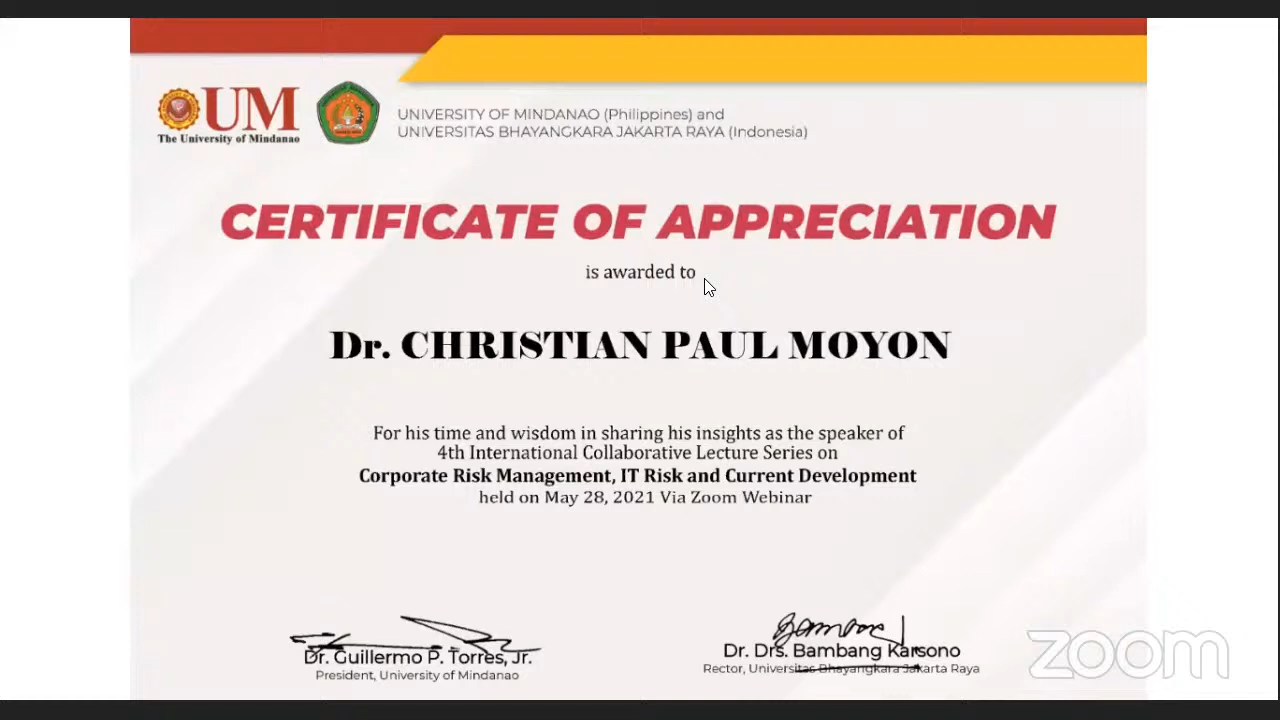 UM
The University of Mindanao
UNIVERSITY OF MINDANAO (Philippines) and
UNIVERSITAS BHAYANGKARA JAKARTA RAYA (Indonesia)
CERTIFICATE OF APPRECIATION
is awarded to
Dr. CHRISTIAN PAUL MOYON
For his time and wisdom in sharing his insights as the speaker of
4th International Collaborative Lecture Series on
Corporate Risk Management, IT Risk and Current Development
held on May 28, 2021 Via Zoom Webinar
Dr. Guillermo P. Torres, Jr.
President, University of Mindanao
Dr. Drs. Bambang Karsono
Rector, Universitas Bhayangkara Jakarta Raya
zoom